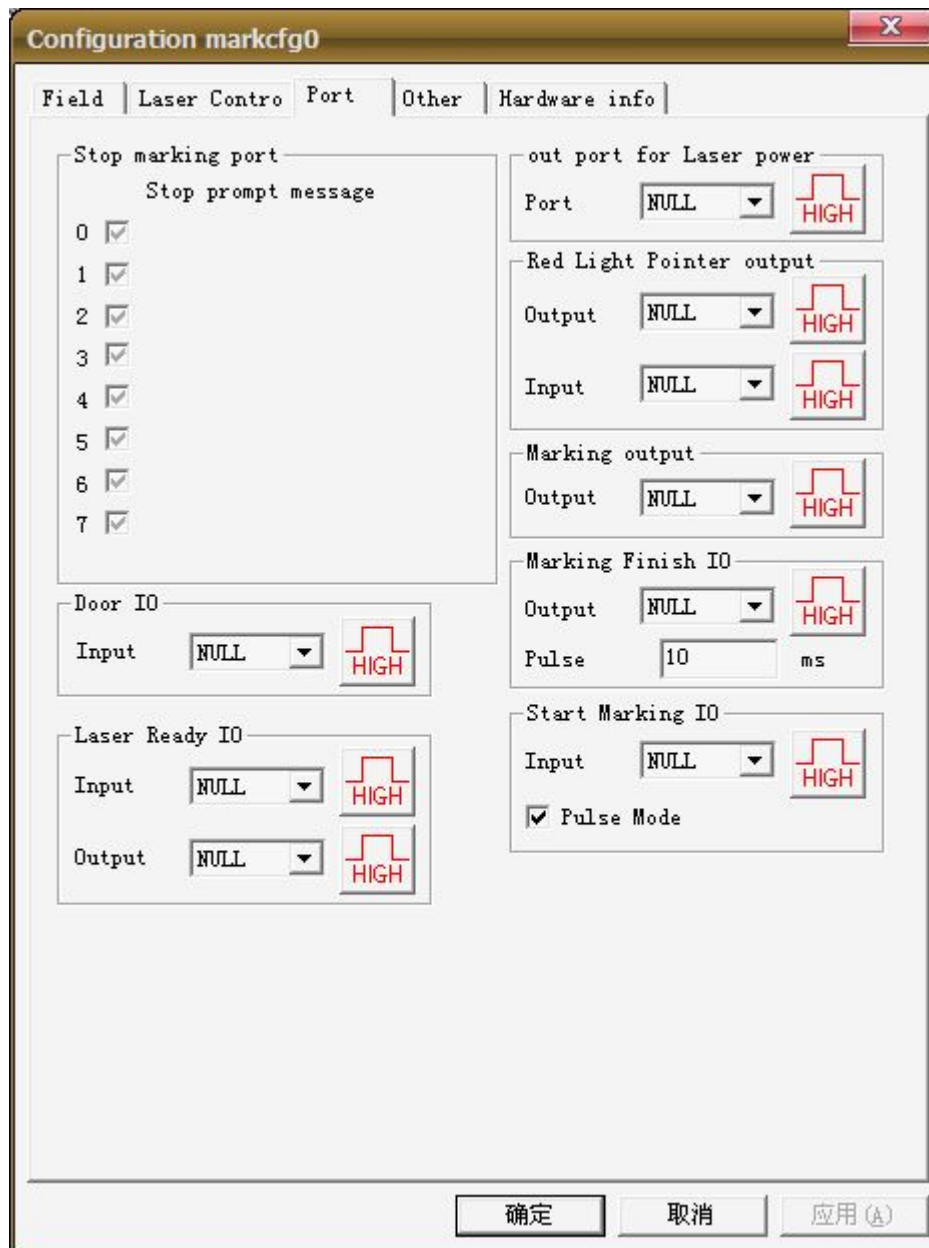 Configuration markcfg0
X
Field Laser Contro Port Other Hardware info
Stop marking port
Stop prompt message
0
1
2
3
4
5
6
7
Door IO
Input NULL HIGH
Laser Ready IO
Input NULL HIGH
Output NULL HIGH
out port for Laser power
Port NULL HIGH
Red Light Pointer output
Output NULL HIGH
Input NULL HIGH
Marking output
Output NULL HIGH
Marking Finish IO
Output NULL HIGH
Pulse 10 ms
Start Marking IO
Input NULL HIGH
Pulse Mode
确定 取消 应用(A)